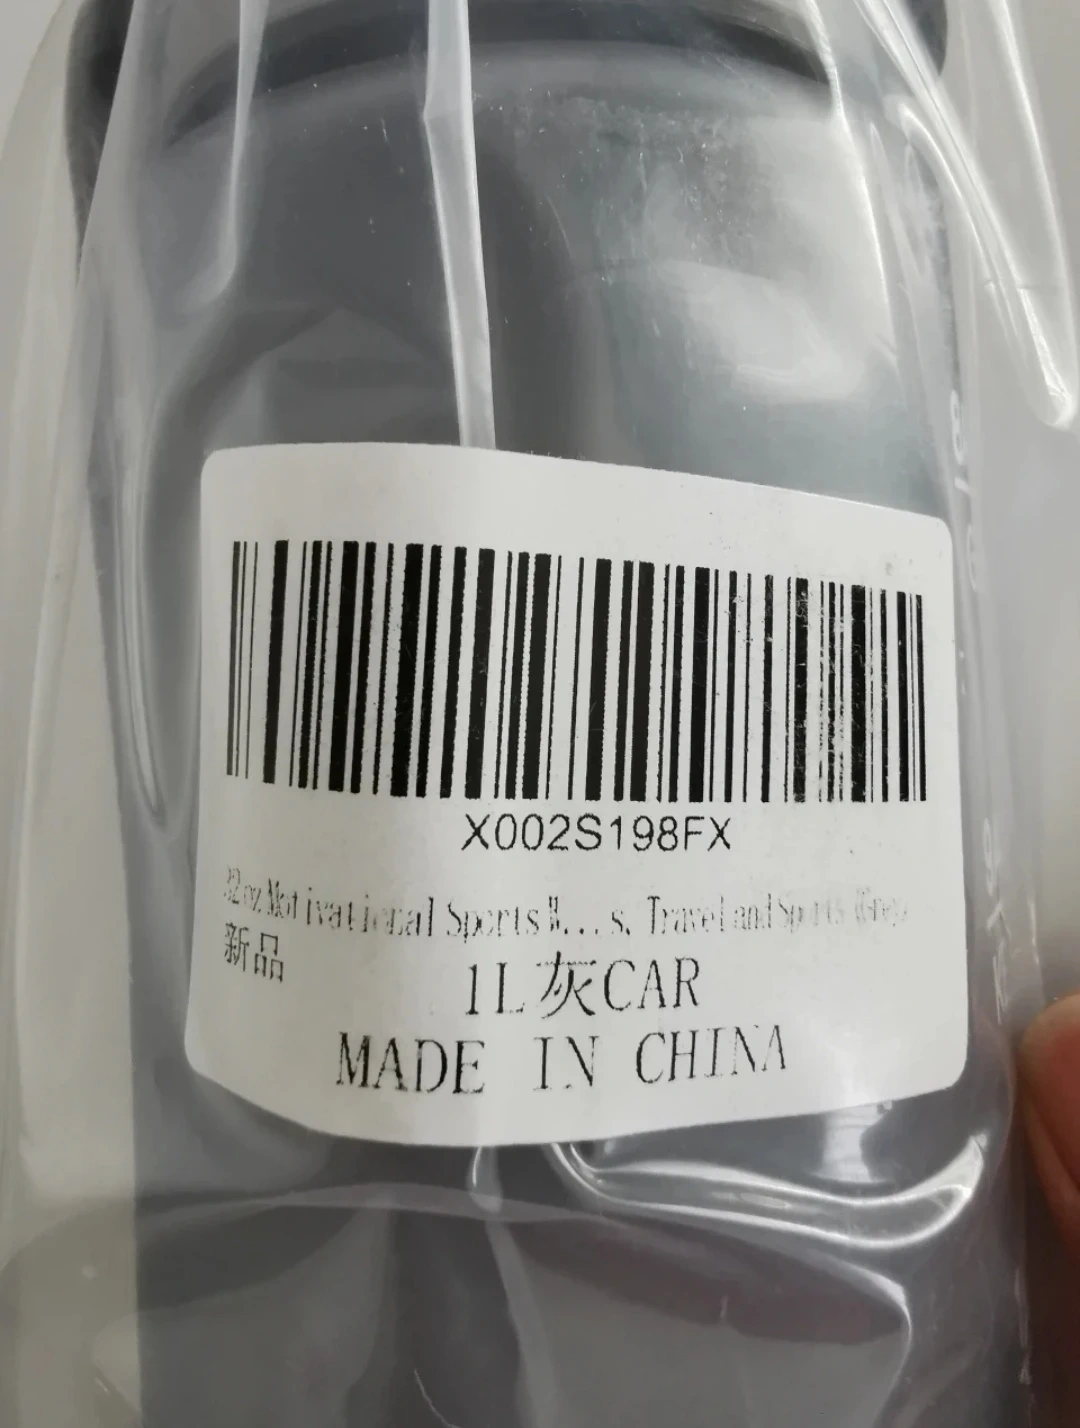 X002S198FX
32 oz Motivational Sports W...s, Travel and Sports (Grey)
新品
1L灰CAR
MADE IN CHINA